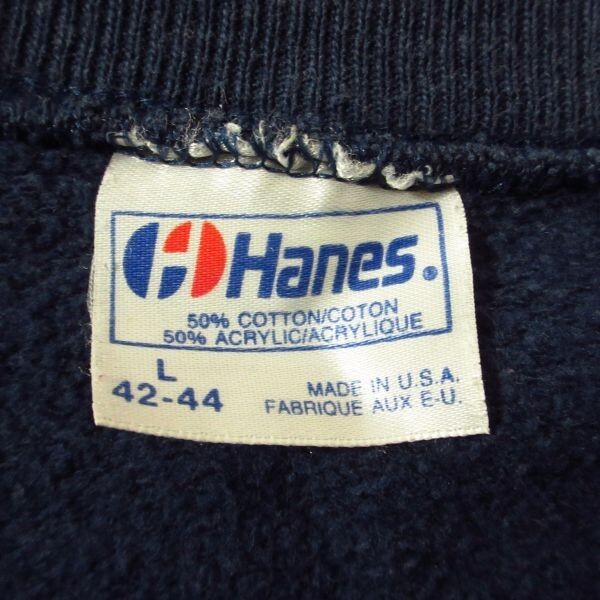 Hanes®
50% COTTON/COTON
50% ACRYLIC/ACRYLIQUE
L
42-44
MADE IN U.S.A.
FABRIQUE AUX E-U.